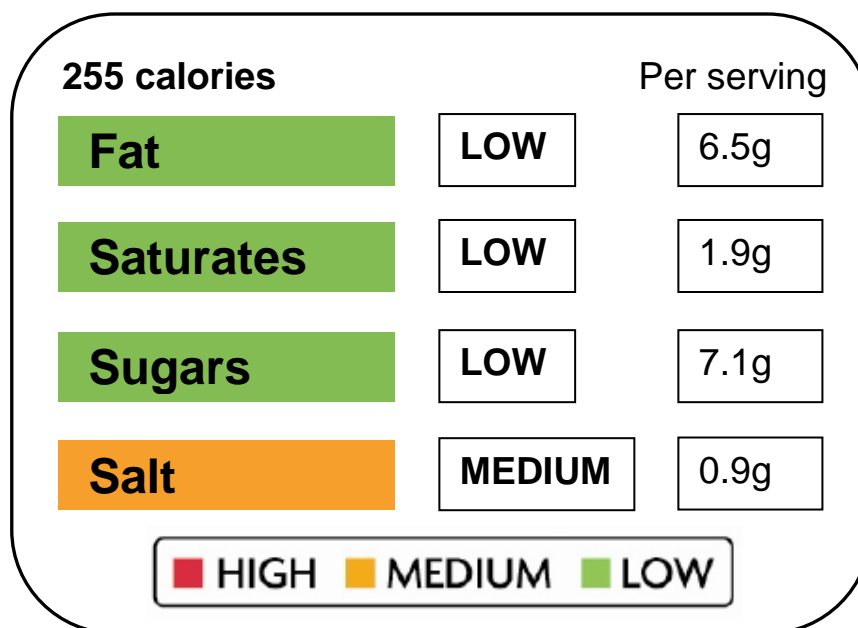 255 calories Per serving
Fat LOW 6.5g
Saturates LOW 1.9g
Sugars LOW 7.1g
Salt MEDIUM 0.9g
HIGH MEDIUM LOW